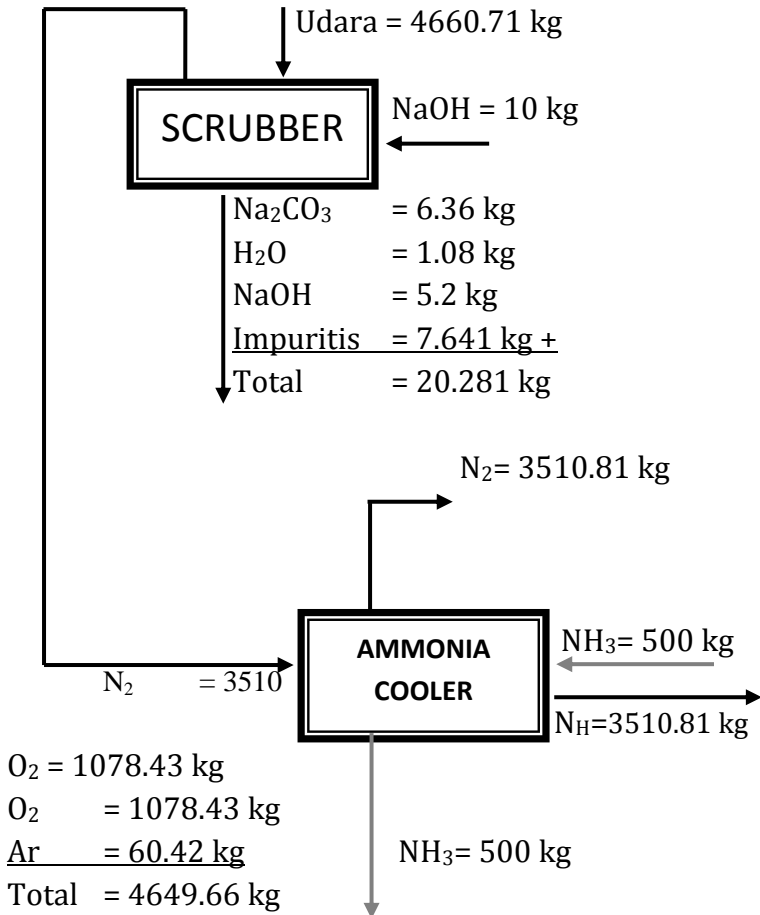 Udara = 4660.71 kg
SCRUBBER
NaOH = 10 kg
Na₂CO₃ = 6.36 kg
H₂O = 1.08 kg
NaOH = 5.2 kg
Impuritis = 7.641 kg +
Total = 20.281 kg
N₂= 3510.81 kg
AMMONIA
COOLER
NH₃= 500 kg
N₂ = 3510
N_H=3510.81 kg
O₂ = 1078.43 kg
O₂ = 1078.43 kg
Ar = 60.42 kg
Total = 4649.66 kg
NH₃= 500 kg